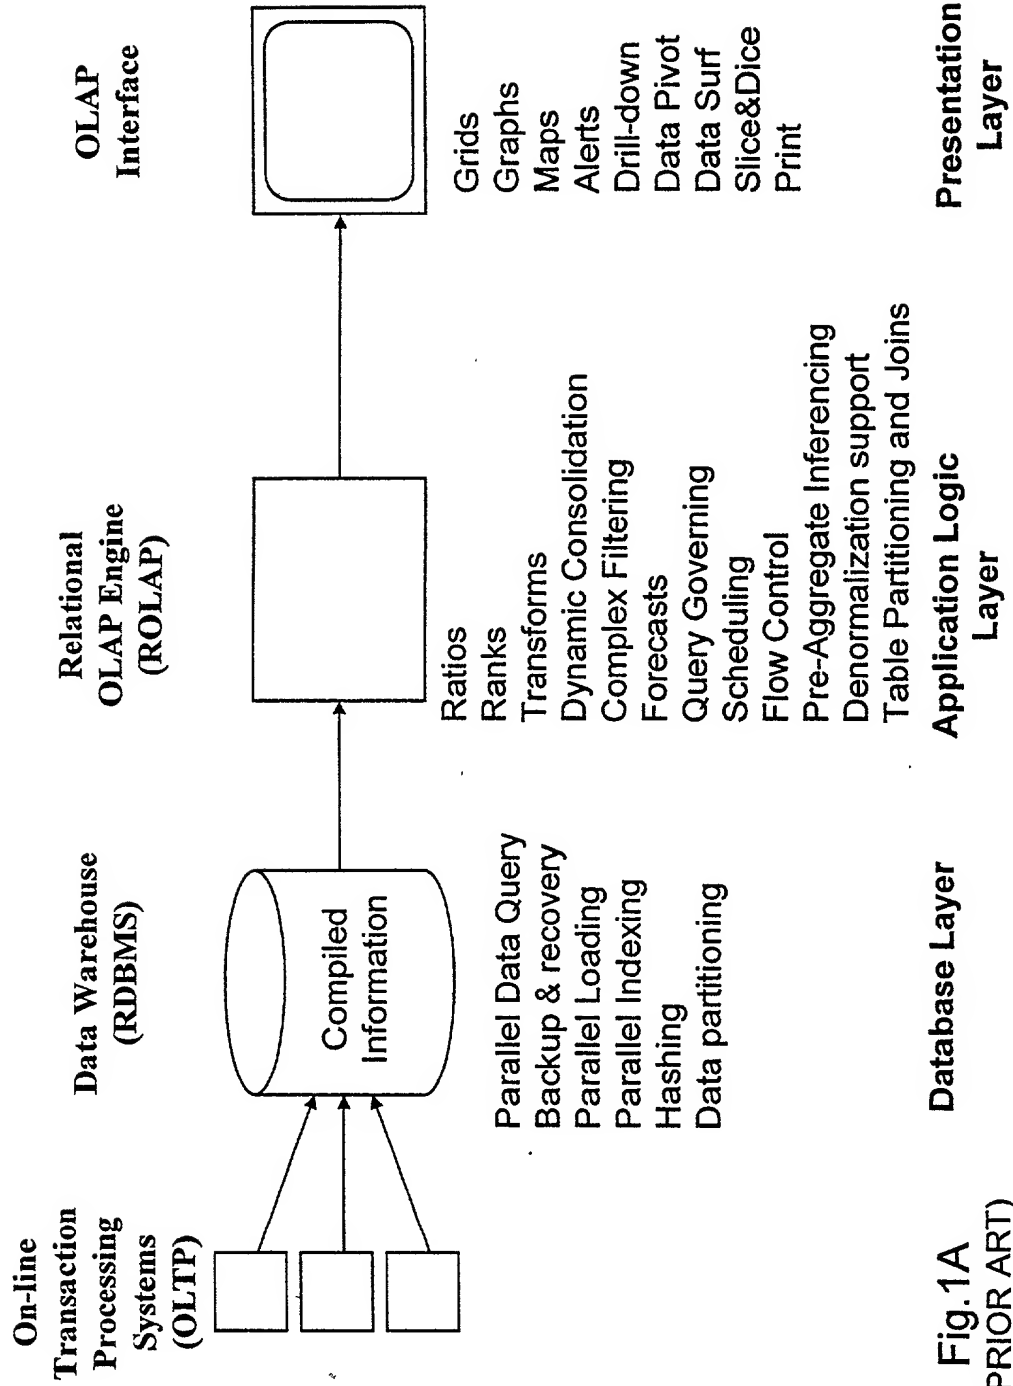 On-line
Transaction
Processing
Systems
(OLTP)
Data Warehouse
(RDBMS)
Relational
OLAP Engine
(ROLAP)
OLAP
Interface
Compiled
Information
Parallel Data Query
Backup & recovery
Parallel Loading
Parallel Indexing
Hashing
Data partitioning
Ratios
Ranks
Transforms
Dynamic Consolidation
Complex Filtering
Forecasts
Query Governing
Scheduling
Flow Control
Pre-Aggregate Inferencing
Denormalization support
Table Partitioning and Joins
Grids
Graphs
Maps
Alerts
Drill-down
Data Pivot
Data Surf
Slice&Dice
Print
Database Layer
Application Logic
Layer
Presentation
Layer
Fig.1A
PRIOR ART)